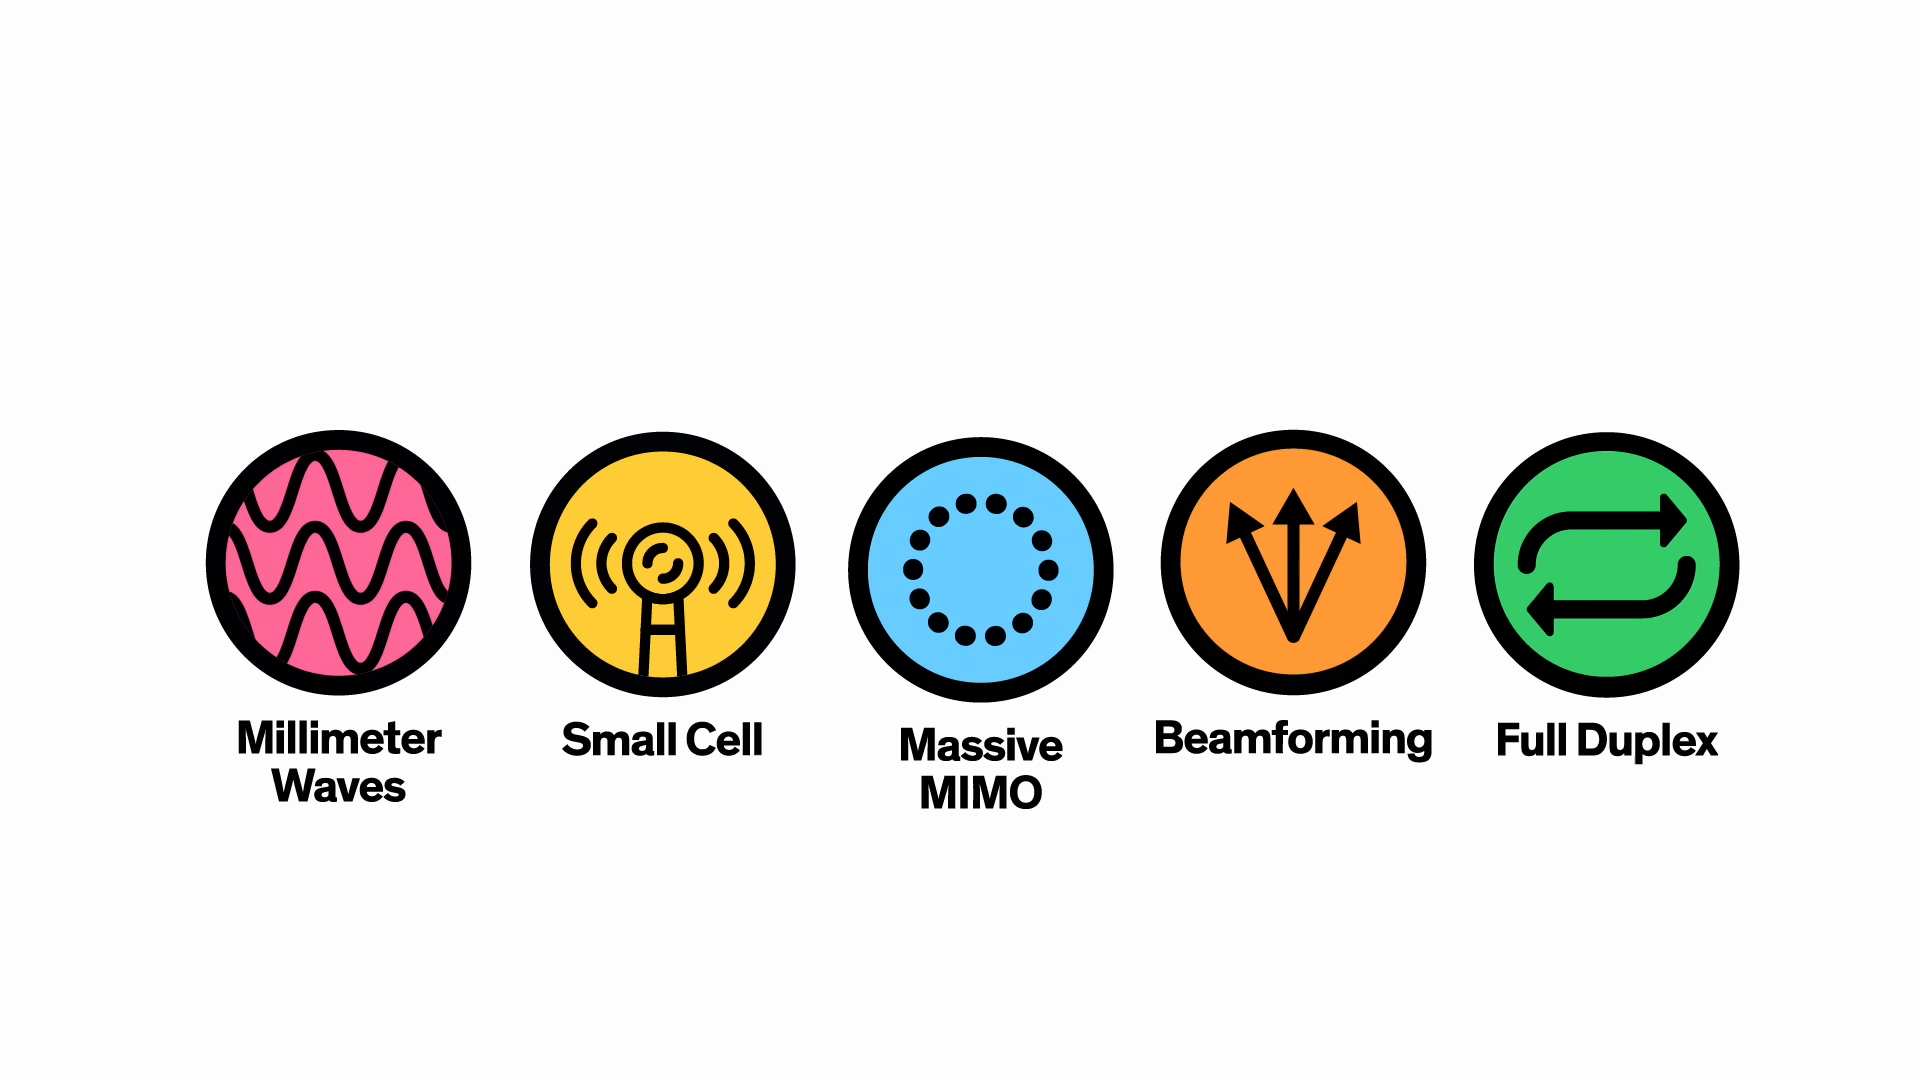 Millimeter
Waves
Small Cell
Massive
MIMO
Beamforming
Full Duplex